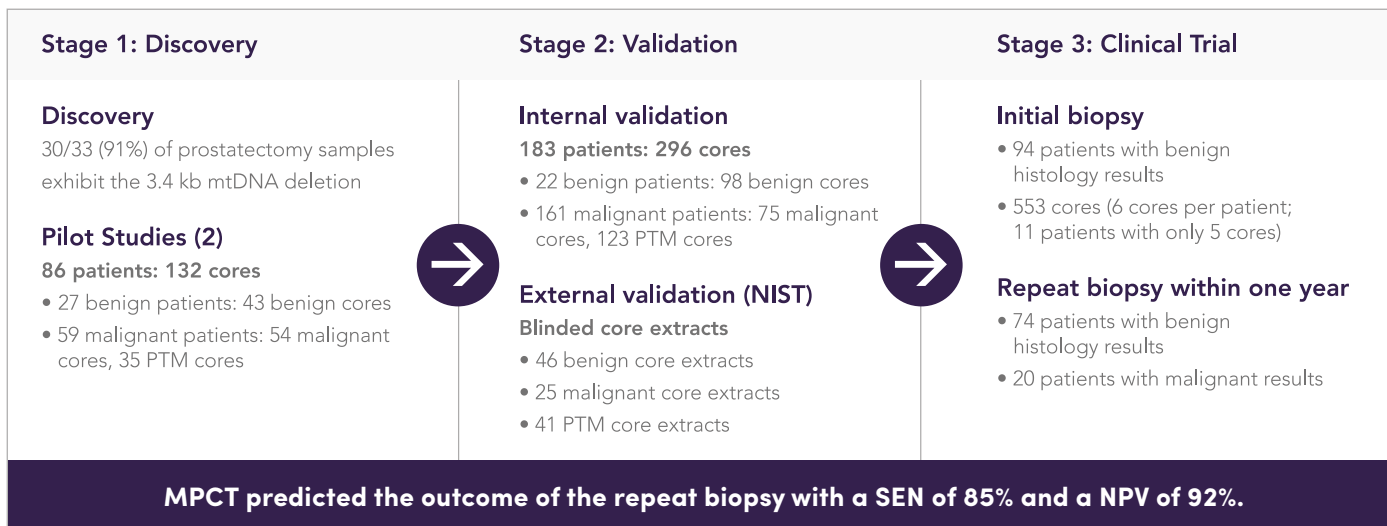 Stage 1: Discovery
Discovery
30/33 (91%) of prostatectomy samples
exhibit the 3.4 kb mtDNA deletion
Pilot Studies (2)
86 patients: 132 cores
• 27 benign patients: 43 benign cores
• 59 malignant patients: 54 malignant
cores, 35 PTM cores
Stage 2: Validation
Internal validation
183 patients: 296 cores
• 22 benign patients: 98 benign cores
• 161 malignant patients: 75 malignant
cores, 123 PTM cores
External validation (NIST)
Blinded core extracts
• 46 benign core extracts
• 25 malignant core extracts
• 41 PTM core extracts
Stage 3: Clinical Trial
Initial biopsy
• 94 patients with benign
histology results
• 553 cores (6 cores per patient;
11 patients with only 5 cores)
Repeat biopsy within one year
• 74 patients with benign
histology results
• 20 patients with malignant results
MPCT predicted the outcome of the repeat biopsy with a SEN of 85% and a NPV of 92%.